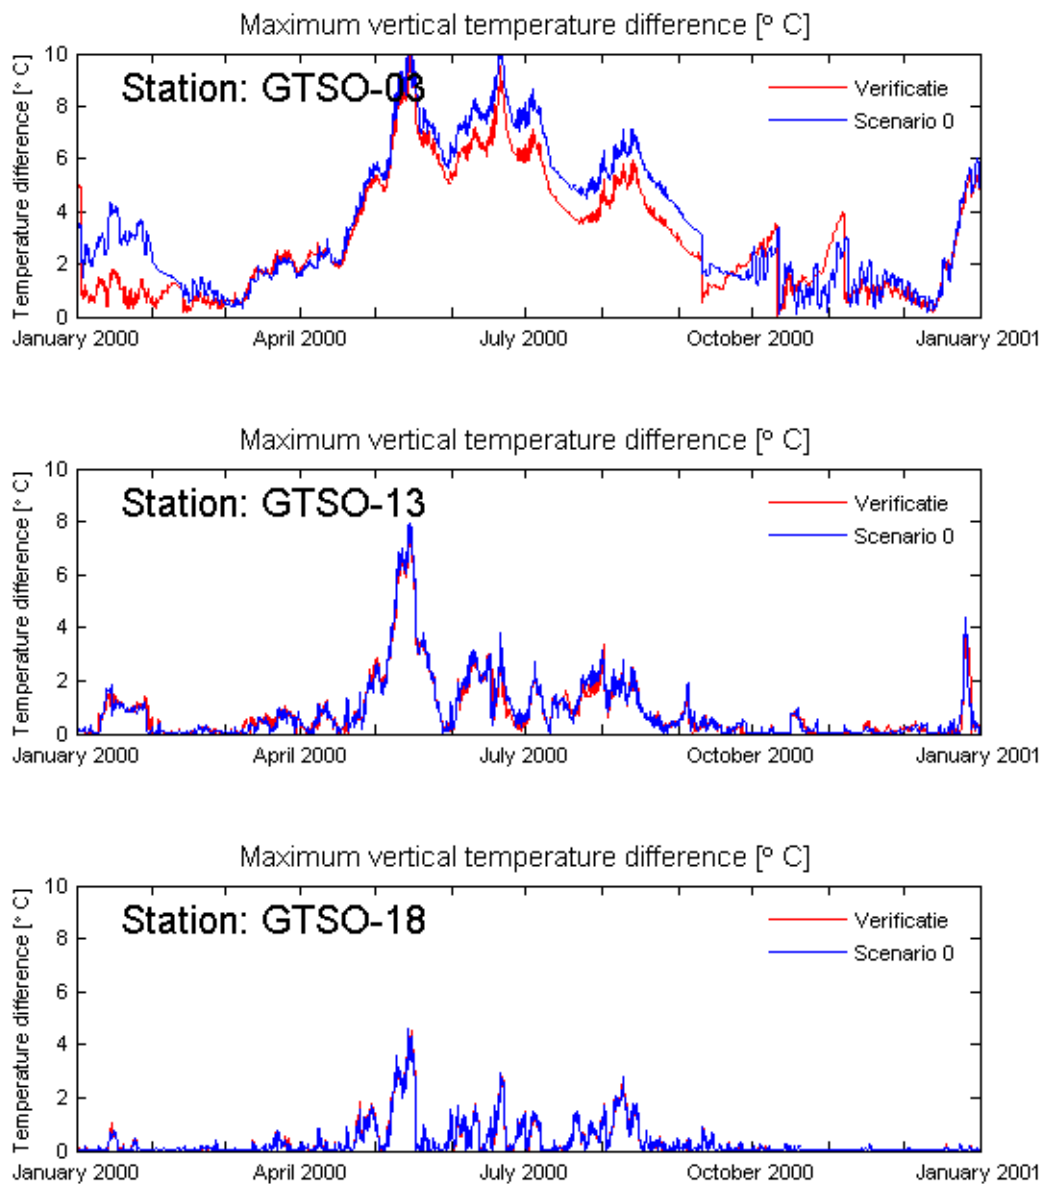 Maximum vertical temperature difference [° C]
Temperature difference [° C]
10
8
6
4
2
0
Station: GTSO-03
Verificatie
Scenario 0
January 2000 April 2000 July 2000 October 2000 January 2001
Maximum vertical temperature difference [° C]
Temperature difference [° C]
10
8
6
4
2
0
Station: GTSO-13
Verificatie
Scenario 0
January 2000 April 2000 July 2000 October 2000 January 2001
Maximum vertical temperature difference [° C]
Temperature difference [° C]
10
8
6
4
2
0
Station: GTSO-18
Verificatie
Scenario 0
January 2000 April 2000 July 2000 October 2000 January 2001